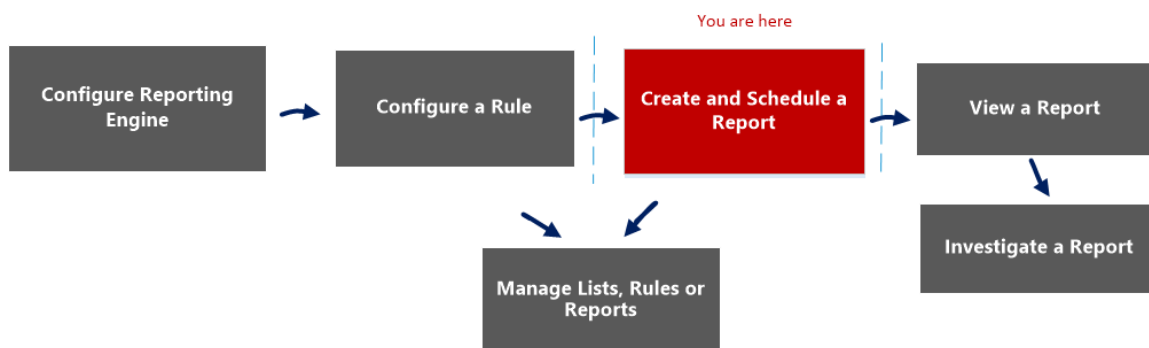 You are here
Configure Reporting
Engine
Configure a Rule
Create and Schedule a
Report
View a Report
Investigate a Report
Manage Lists, Rules or
Reports